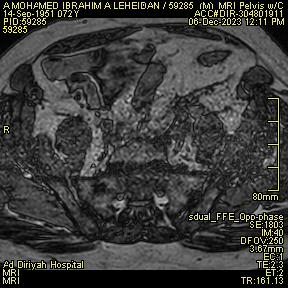 A MOHAMED IBRAHIM A LEHEIDAN / 59285 (M) MRI Pelvis w/C
14-Sep-1951 072Y
ACC#DIR-304801911
PID:59285
06-Dec-2023 12:11 PM
59285
R
80mm
sdual_FFE_Opp-phase
SE:1803
IM:40
DFOV:250
3.67mm
EC:1
Ad Diriyah Hospital
TE:2.3
MRI
ET:2
MRI
TR:161.13